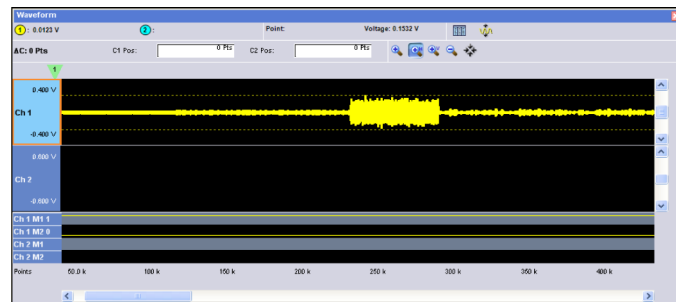 Waveform
1 : 0.0123 V 2 : Point: Voltage: 0.1532 V
AC: 0 Pts C1 Pos: 0 Pts C2 Pos: 0 Pts
1
0.400 V
Ch 1
-0.400 V
0.600 V
Ch 2
-0.600 V
Ch 1 M1 1
Ch 1 M2 0
Ch 2 M1
Ch 2 M2
Points 50.0 k 100 k 150 k 200 k 250 k 300 k 350 k 400 k